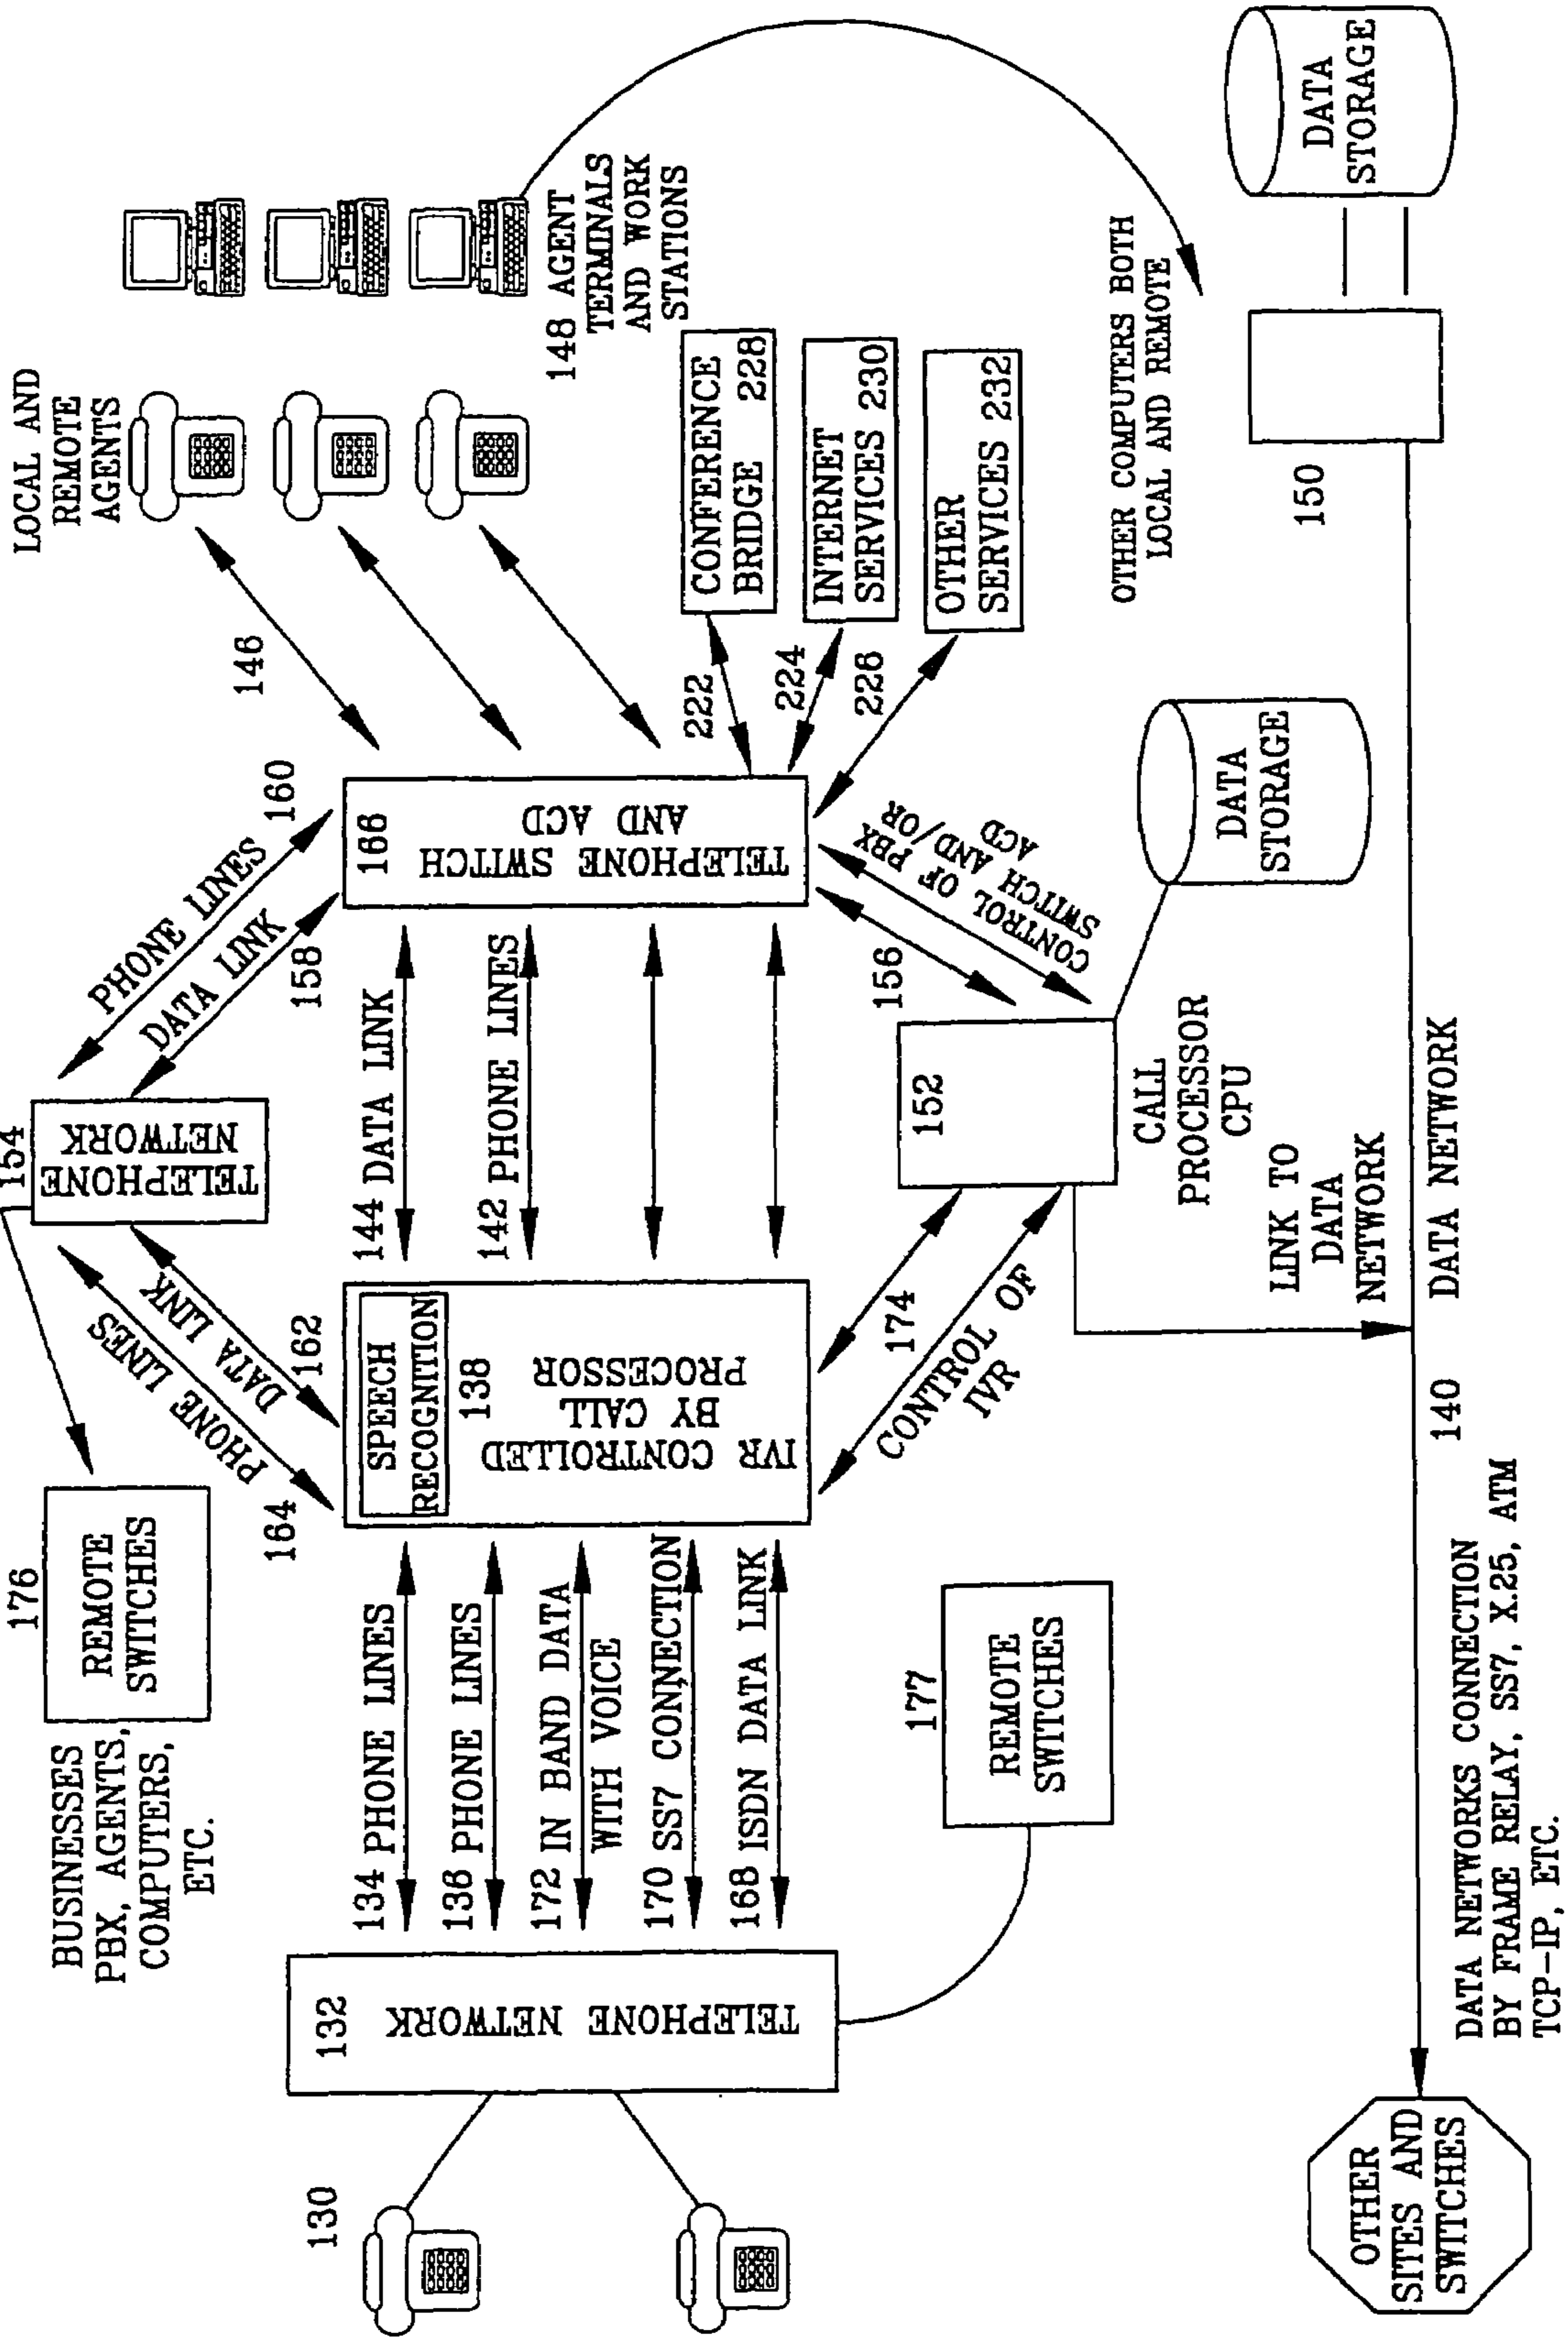 BUSINESSES
PBX, AGENTS,
COMPUTERS,
ETC.
176
REMOTE
SWITCHES
154
TELEPHONE
NETWORK
PHONE LINES
DATA LINK
164
162
PHONE LINES
DATA LINK
160
158
LOCAL AND
REMOTE
AGENTS
146
148 AGENT
TERMINALS
AND WORK
STATIONS
130
132
TELEPHONE NETWORK
134 PHONE LINES
136 PHONE LINES
172 IN BAND DATA
WITH VOICE
170 SS7 CONNECTION
168 ISDN DATA LINK
SPEECH
RECOGNITION
138
IVR CONTROLLED
BY CALL
PROCESSOR
144 DATA LINK
142 PHONE LINES
166
TELEPHONE SWITCH
AND ACD
222
CONFERENCE
BRIDGE 228
224
INTERNET
SERVICES 230
226
OTHER
SERVICES 232
177
REMOTE
SWITCHES
174
CONTROL OF
IVR
156
CONTROL OF PBX
SWITCH AND/OR
ACD
152
CALL
PROCESSOR
CPU
DATA
STORAGE
LINK TO
DATA
NETWORK
OTHER COMPUTERS BOTH
LOCAL AND REMOTE
150
DATA
STORAGE
140 DATA NETWORK
DATA NETWORKS CONNECTION
BY FRAME RELAY, SS7, X.25, ATM
TCP-IP, ETC.
OTHER
SITES AND
SWITCHES